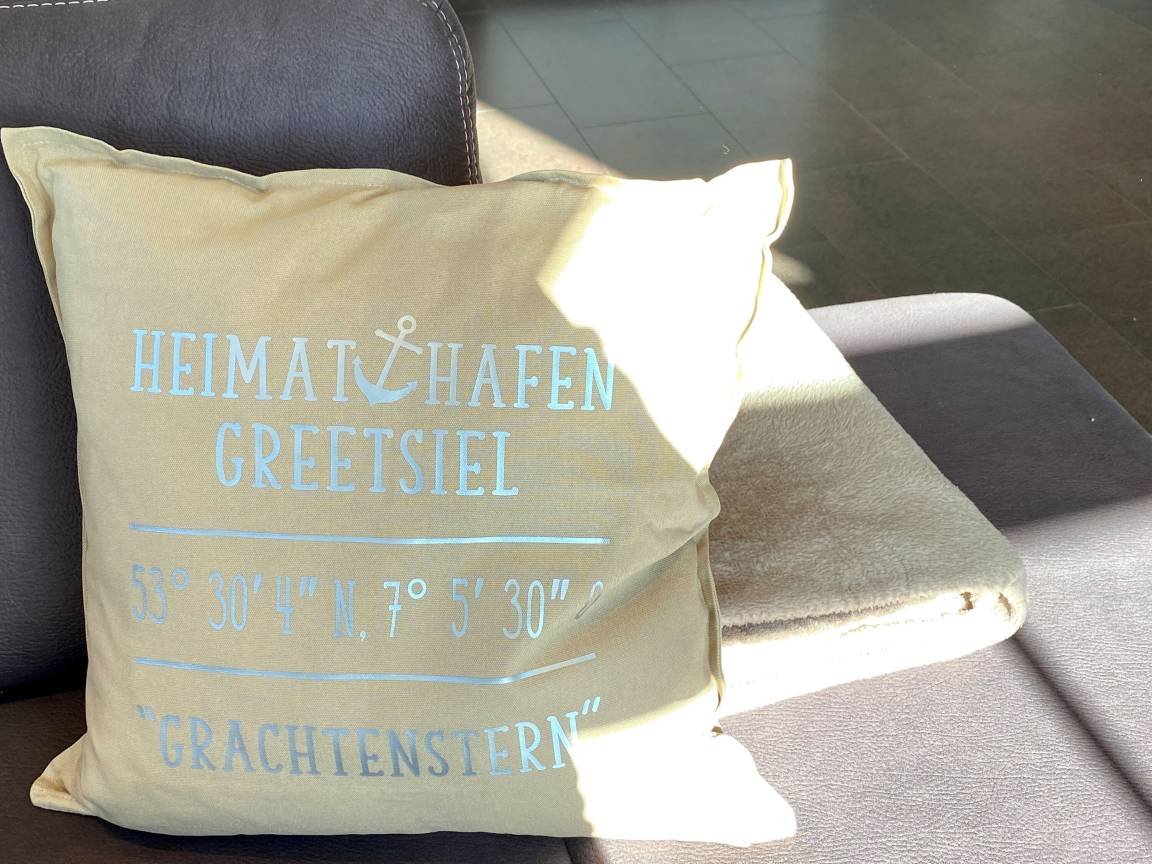 HEIMAT HAFEN
GREETSIEL
53° 30' 4" N, 7° 5' 30"
"GRACHTENSTERN"